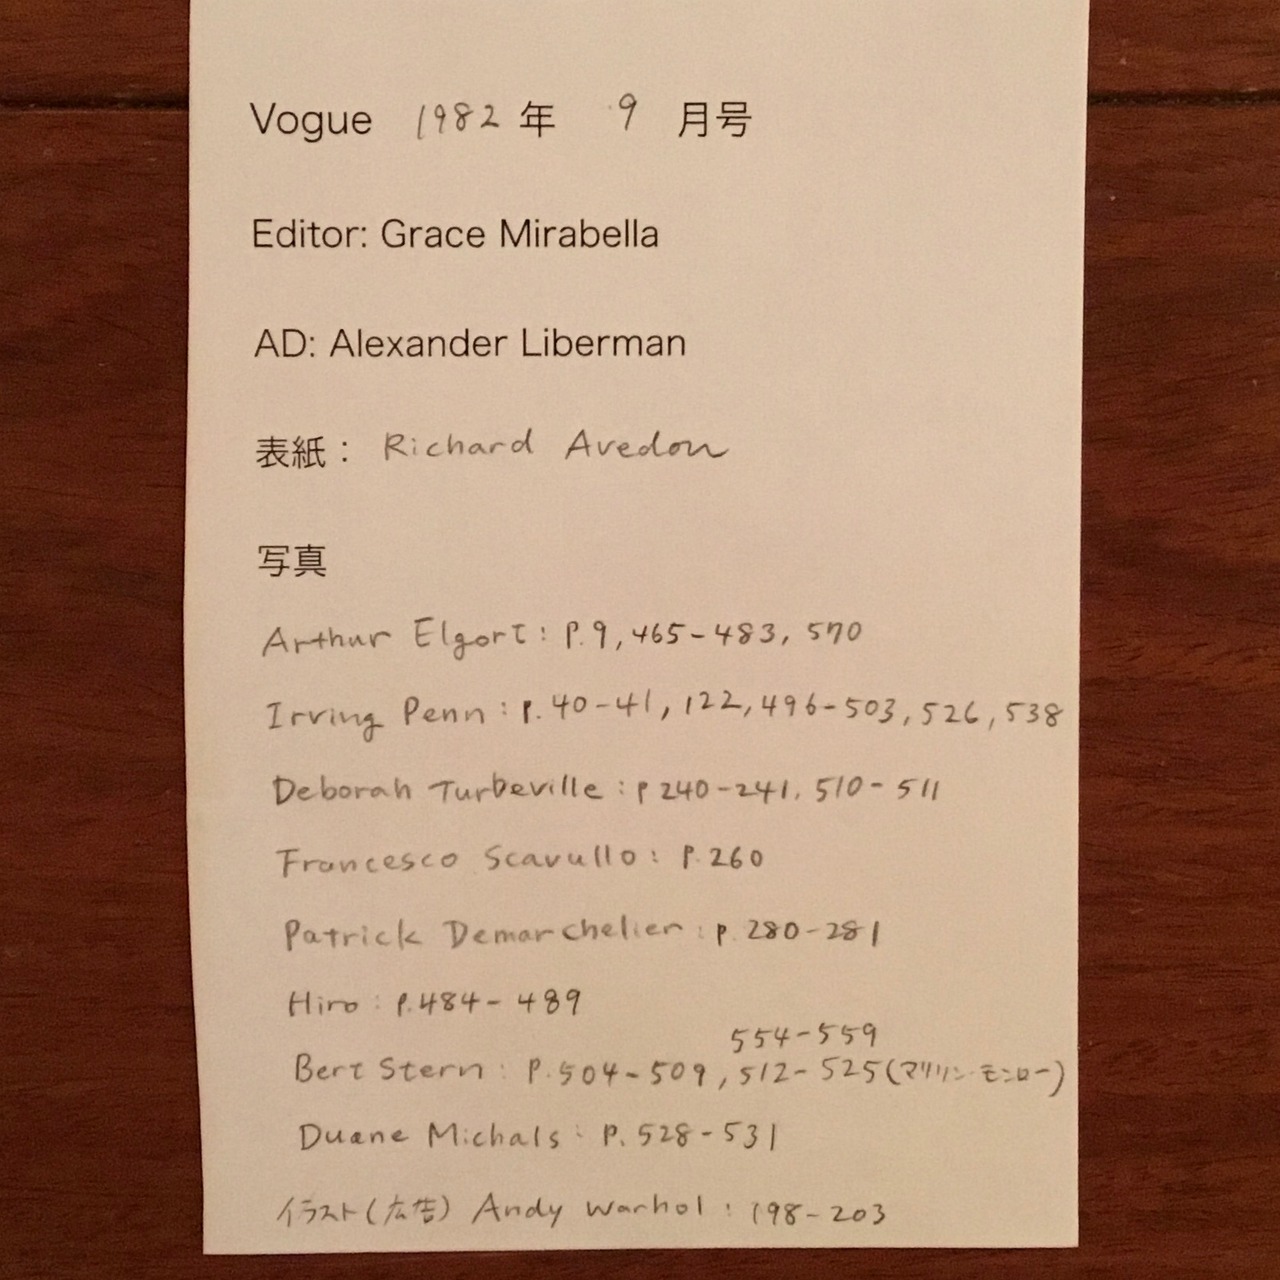 Vogue 1982 年 9 月号
Editor: Grace Mirabella
AD: Alexander Liberman
表紙： Richard Avedon
写真
Arthur Elgort : P.9, 465-483, 570
Irving Penn : P. 40-41, 122, 496-503, 526, 538
Deborah Turbeville : P 240-241, 510-511
Francesco Scavullo : P. 260
Patrick Demarchelier : P. 280-281
Hiro : P. 484-489
554-559
Bert Stern : P. 504-509, 512-525 (マリリン・モンロー)
Duane Michals : P. 528-531
イラスト(広告) Andy Warhol : 198-203